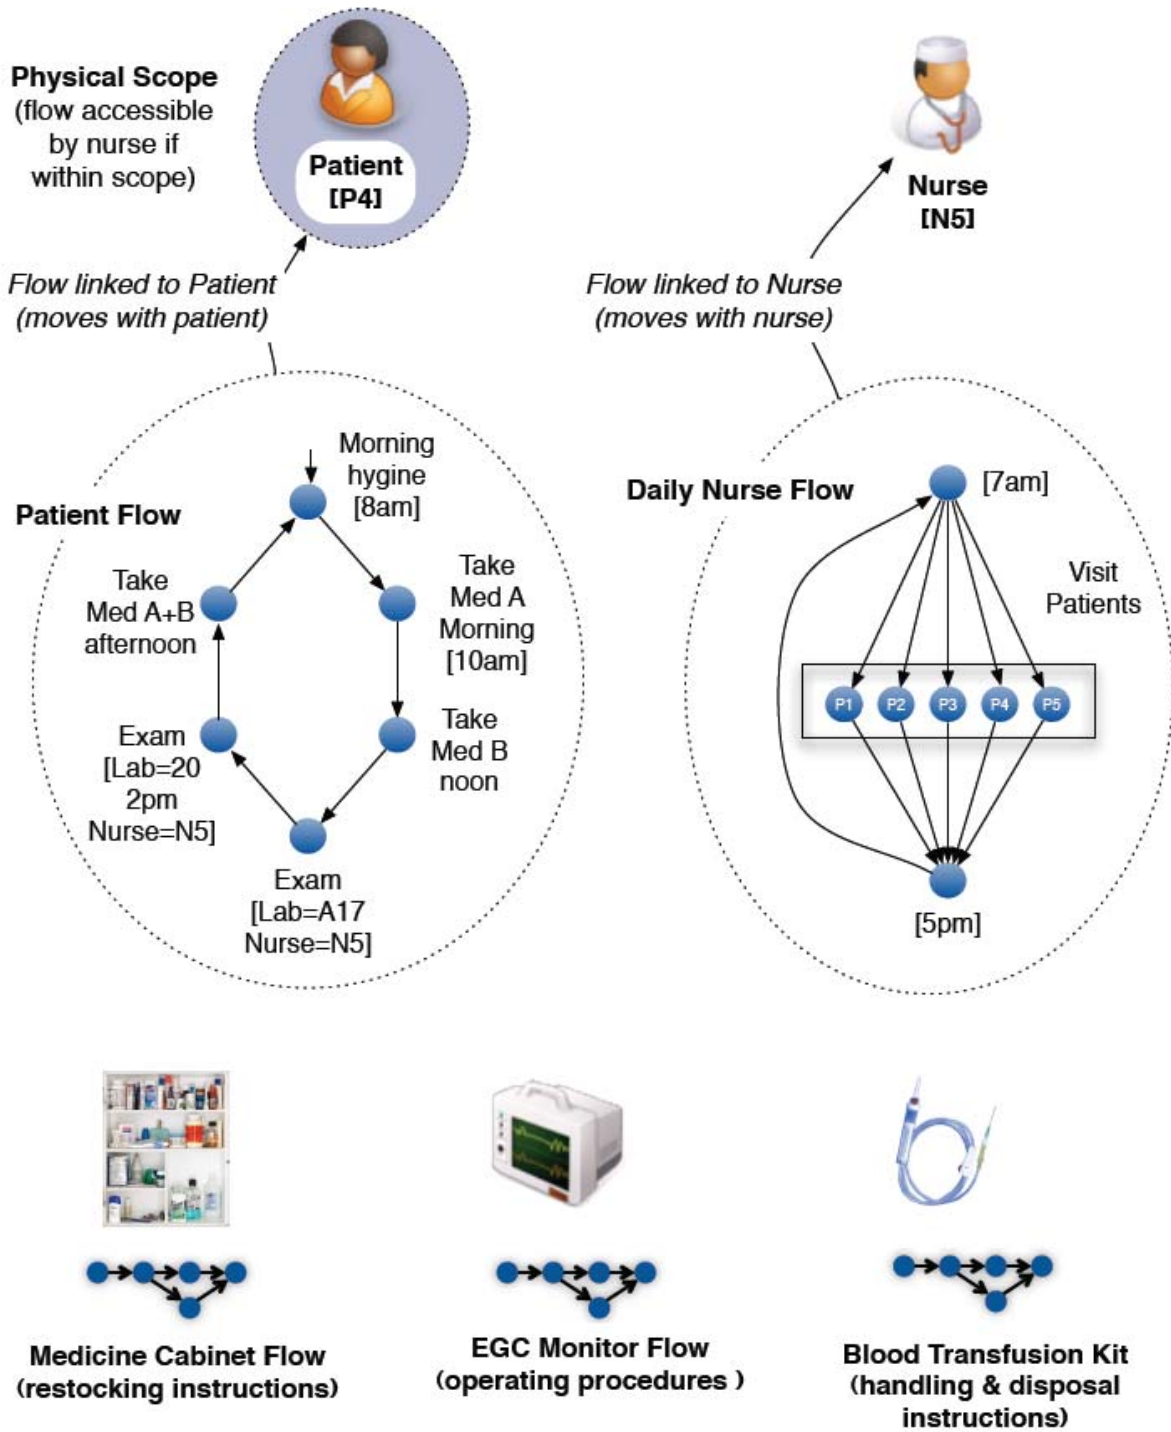 Physical Scope
(flow accessible
by nurse if
within scope)
Patient
[P4]
Nurse
[N5]
Flow linked to Patient
(moves with patient)
Flow linked to Nurse
(moves with nurse)
Patient Flow
Morning
hygine
[8am]
Take
Med A
Morning
[10am]
Take
Med B
noon
Exam
[Lab=A17
Nurse=N5]
Exam
[Lab=20
2pm
Nurse=N5]
Take
Med A+B
afternoon
Daily Nurse Flow
[7am]
Visit
Patients
P1 P2 P3 P4 P5
[5pm]
Medicine Cabinet Flow
(restocking instructions)
EGC Monitor Flow
(operating procedures )
Blood Transfusion Kit
(handling & disposal
instructions)